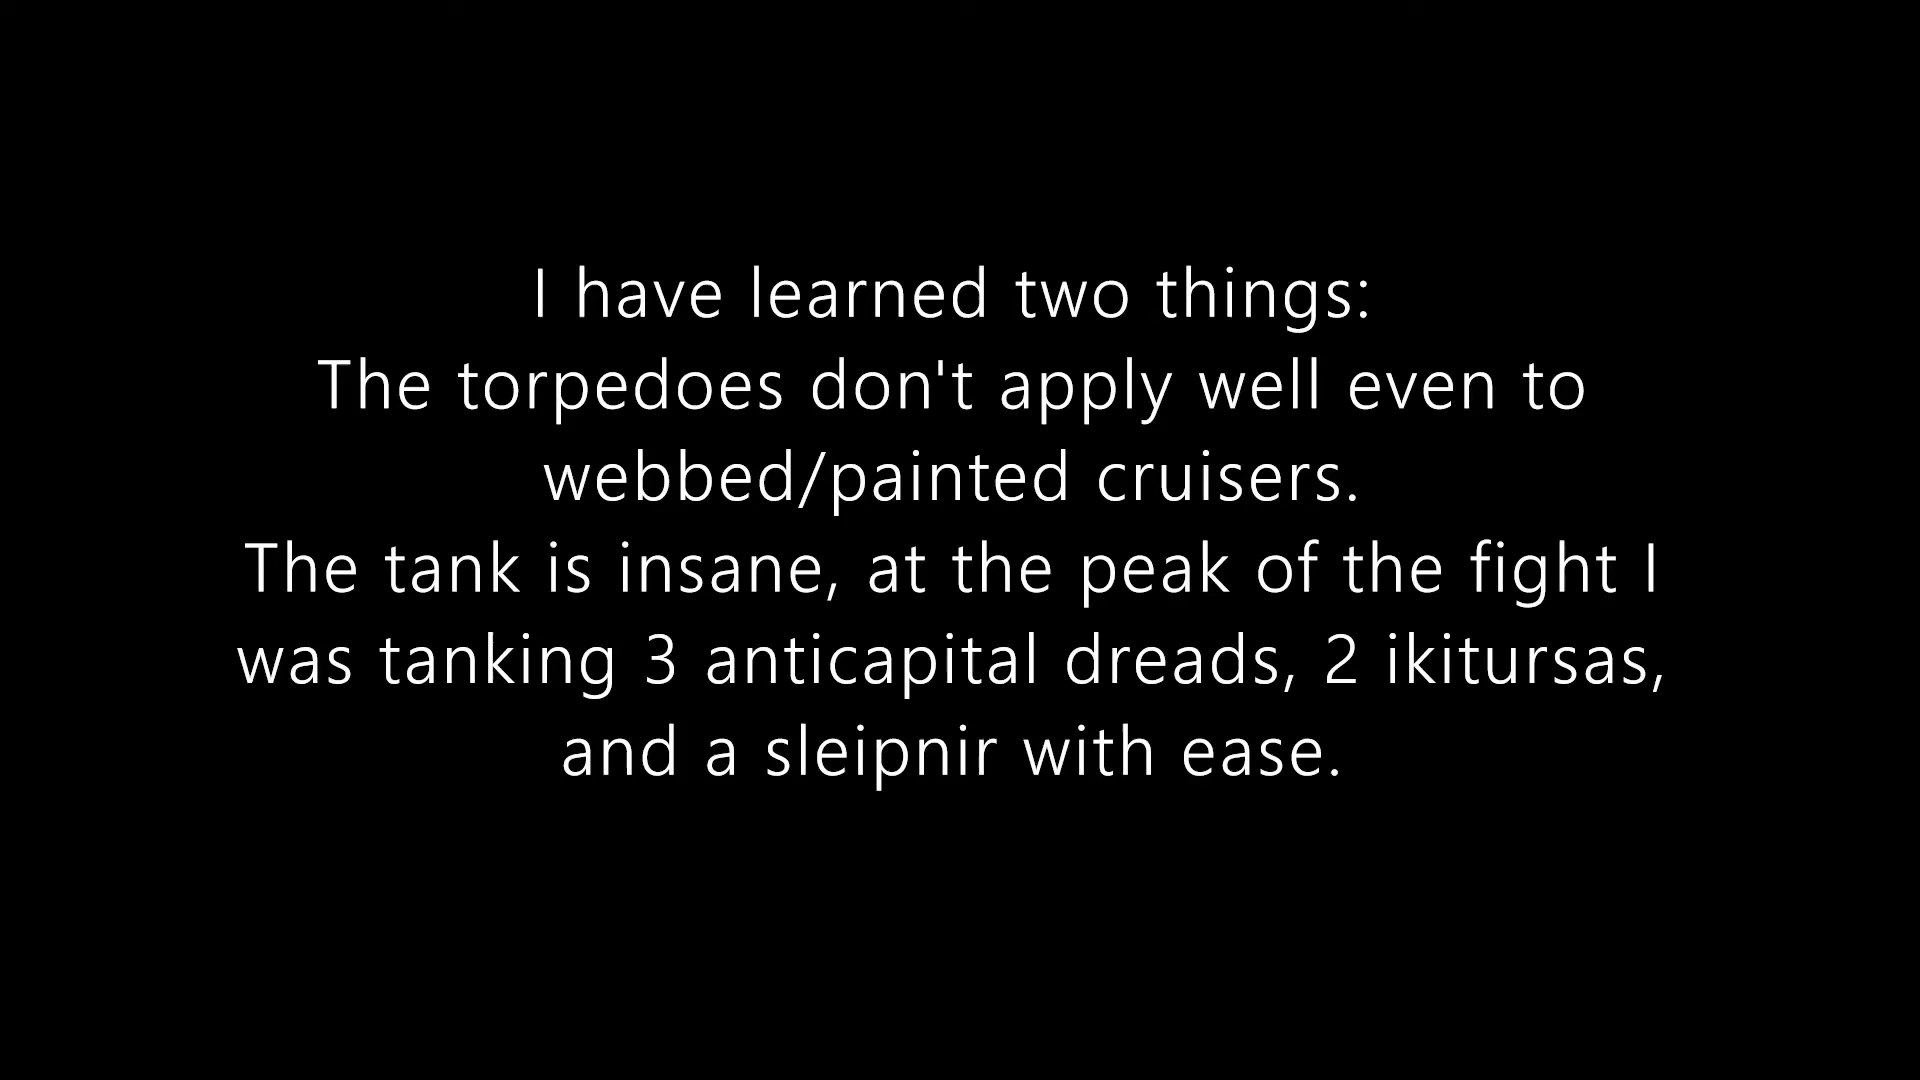 I have learned two things:
The torpedoes don't apply well even to
webbed/painted cruisers.
The tank is insane, at the peak of the fight I
was tanking 3 anticapital dreads, 2 ikitursas,
and a sleipnir with ease.